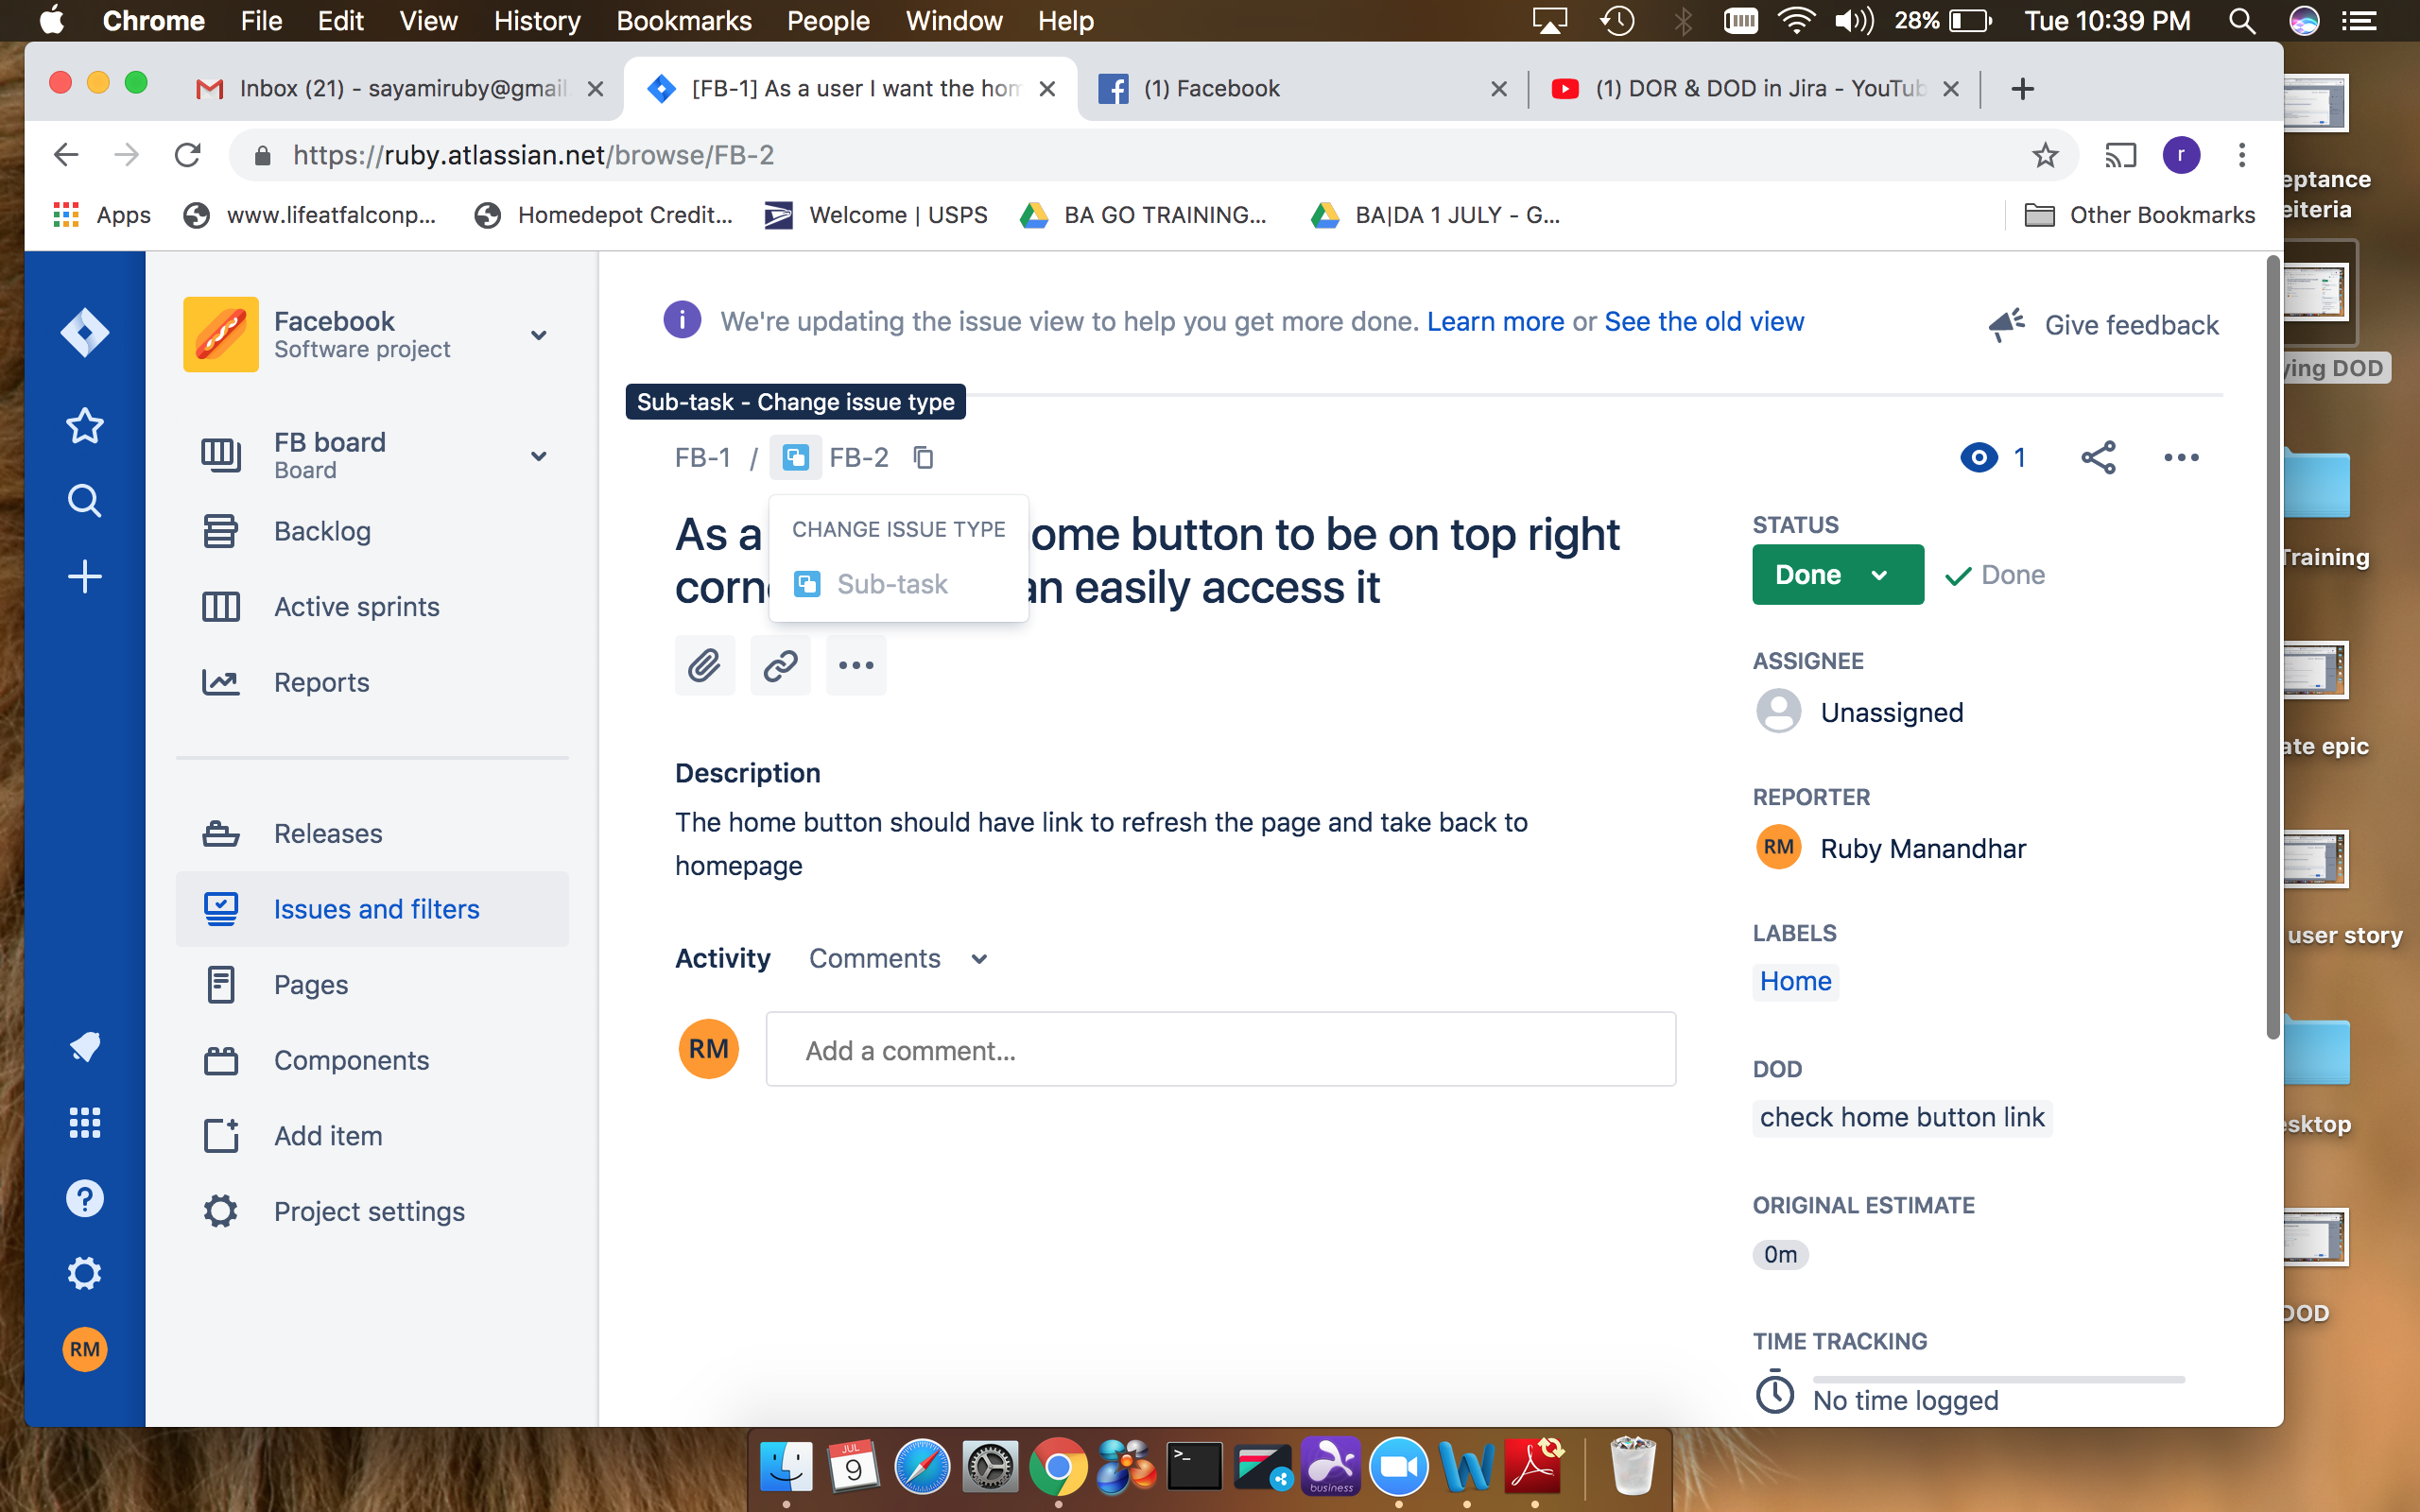 Chrome File Edit View History Bookmarks People Window Help 28% Tue 10:39 PM
Inbox (21) - sayamiruby@gmail.
[FB-1] As a user I want the hom
(1) Facebook
(1) DOR & DOD in Jira - YouTub
https://ruby.atlassian.net/browse/FB-2
r
Apps
www.lifeatfalconp...
Homedepot Credit...
Welcome | USPS
BA GO TRAINING...
BA|DA 1 JULY - G...
Other Bookmarks
Facebook
Software project
FB board
Board
Backlog
Active sprints
Reports
Releases
Issues and filters
Pages
Components
Add item
Project settings
RM
We're updating the issue view to help you get more done. Learn more or See the old view
Give feedback
Sub-task - Change issue type
FB-1 / FB-2
1
CHANGE ISSUE TYPE
Sub-task
As a ome button to be on top right
corn an easily access it
Description
The home button should have link to refresh the page and take back to
homepage
Activity Comments
RM
Add a comment...
STATUS
Done
Done
ASSIGNEE
Unassigned
REPORTER
RM
Ruby Manandhar
LABELS
Home
DOD
check home button link
ORIGINAL ESTIMATE
0m
TIME TRACKING
No time logged
eptance
eiteria
ying DOD
Training
ate epic
user story
esktop
DOD
JUL
9
business